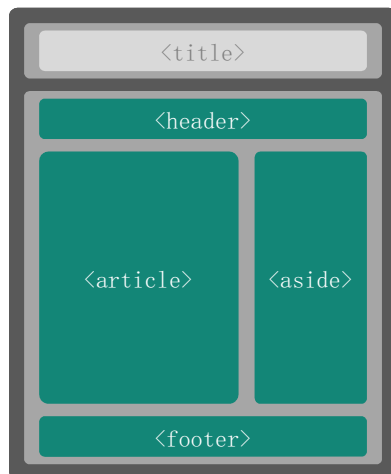 <title>
<header>
<article>
<aside>
<footer>